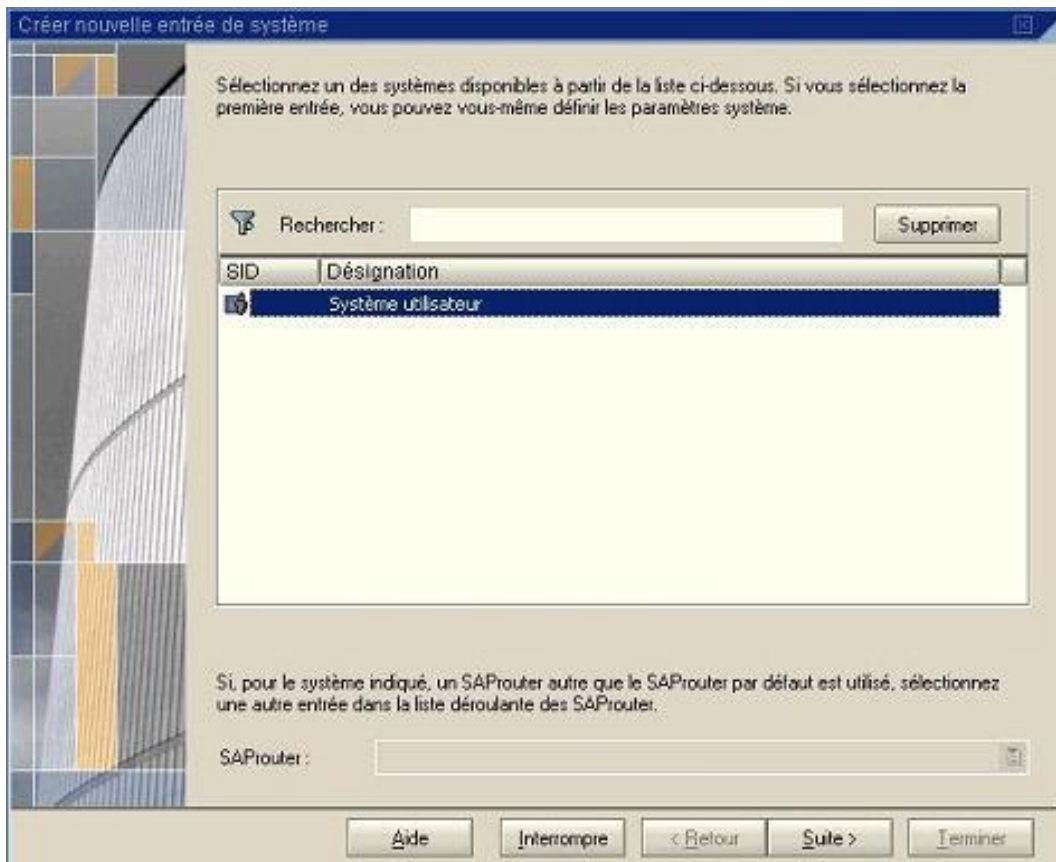 Créer nouvelle entrée de système
Sélectionnez un des systèmes disponibles à partir de la liste ci-dessous. Si vous sélectionnez la
première entrée, vous pouvez vous-même définir les paramètres système.
Rechercher : Supprimer
SID Désignation
Système utilisateur
Si, pour le système indiqué, un SAProuter autre que le SAProuter par défaut est utilisé, sélectionnez
une autre entrée dans la liste déroulante des SAProuter.
SAProuter :
Aide Interrompre < Retour Suite > Terminer